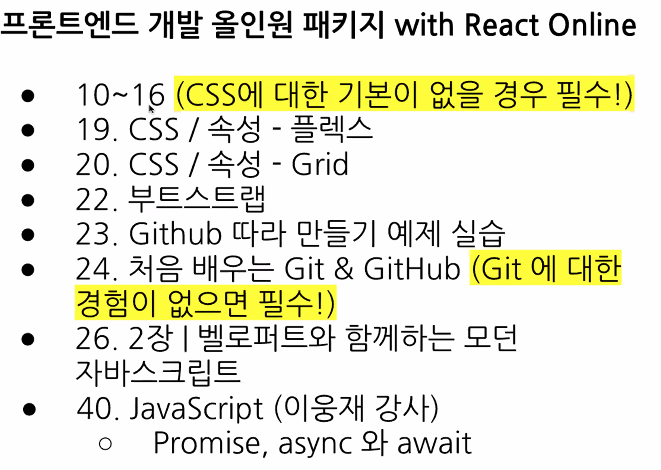 프론트엔드 개발 올인원 패키지 with React Online
● 10~16 (CSS에 대한 기본이 없을 경우 필수!)
● 19. CSS / 속성 - 플렉스
● 20. CSS / 속성 - Grid
● 22. 부트스트랩
● 23. Github 따라 만들기 예제 실습
● 24. 처음 배우는 Git & GitHub (Git 에 대한
경험이 없으면 필수!)
● 26. 2장 | 벨로퍼트와 함께하는 모던
자바스크립트
● 40. JavaScript (이웅재 강사)
○ Promise, async 와 await